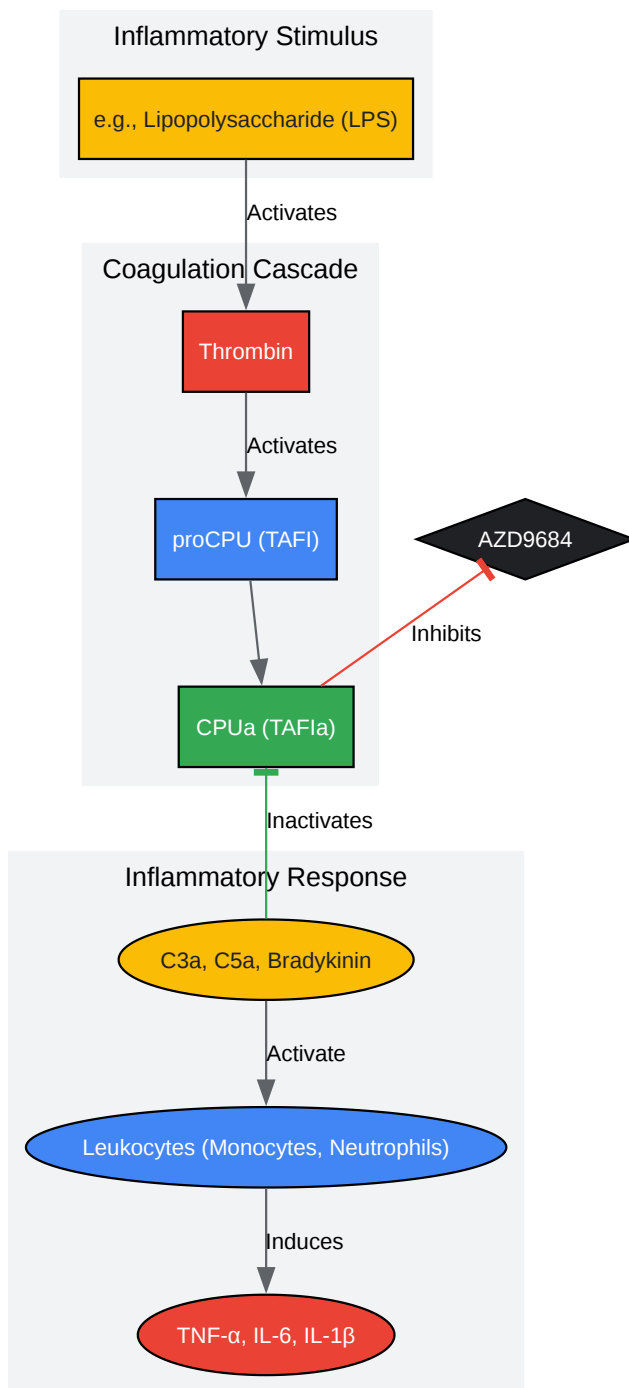 Inflammatory Stimulus
e.g., Lipopolysaccharide (LPS)
Activates
Coagulation Cascade
Thrombin
Activates
proCPU (TAFI)
AZD9684
Inhibits
CPUa (TAFIa)
Inactivates
Inflammatory Response
C3a, C5a, Bradykinin
Activate
Leukocytes (Monocytes, Neutrophils)
Induces
TNF-α, IL-6, IL-1β